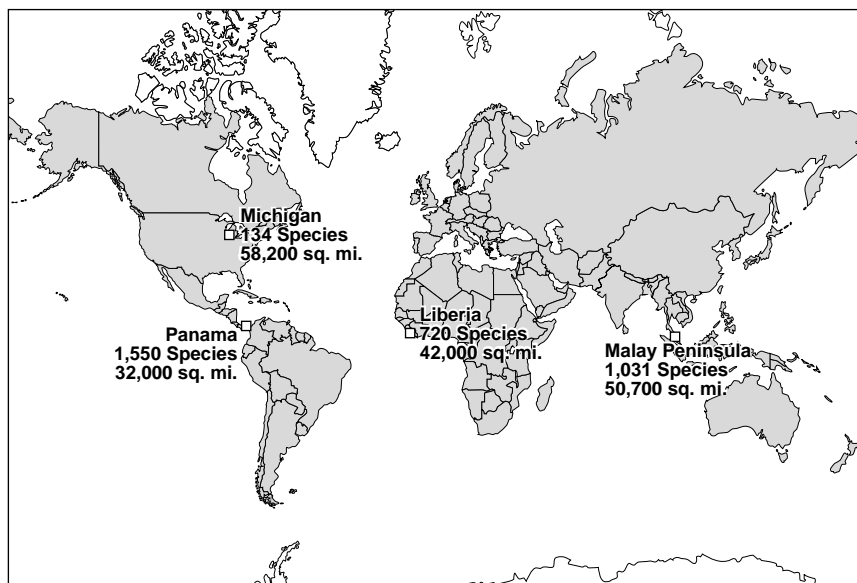 Michigan
134 Species
58,200 sq. mi.
Panama
1,550 Species
32,000 sq. mi.
Liberia
720 Species
42,000 sq. mi.
Malay Peninsula
1,031 Species
50,700 sq. mi.